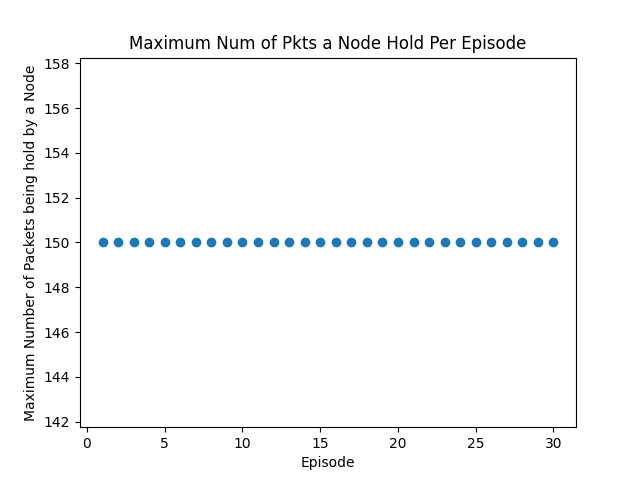 Maximum Num of Pkts a Node Hold Per Episode
Maximum Number of Packets being hold by a Node
158
156
154
152
150
148
146
144
142
0 5 10 15 20 25 30
Episode